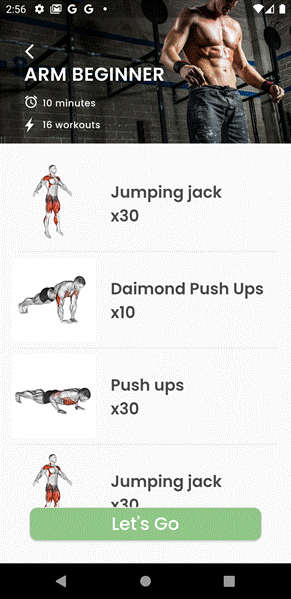 2:56
ARM BEGINNER
10 minutes
16 workouts
Jumping jack
x30
Daimond Push Ups
x10
Push ups
x30
Jumping jack
x30
Let's Go